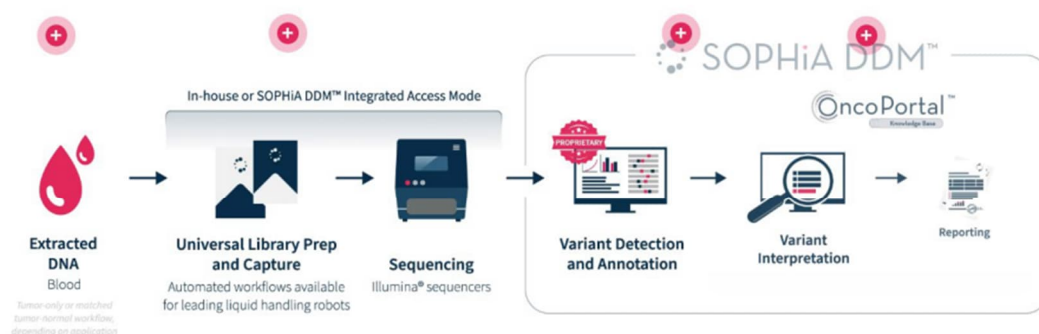 SOPHiA DDM™
In-house or SOPHiA DDM™ Integrated Access Mode
OncoPortal™
Knowledge Base
PROPRIETARY
Extracted
DNA
Blood
Tumor-only or matched
tumor-normal workflow,
depending on application
Universal Library Prep
and Capture
Automated workflows available
for leading liquid handling robots
Sequencing
Illumina® sequencers
Variant Detection
and Annotation
Variant
Interpretation
Reporting